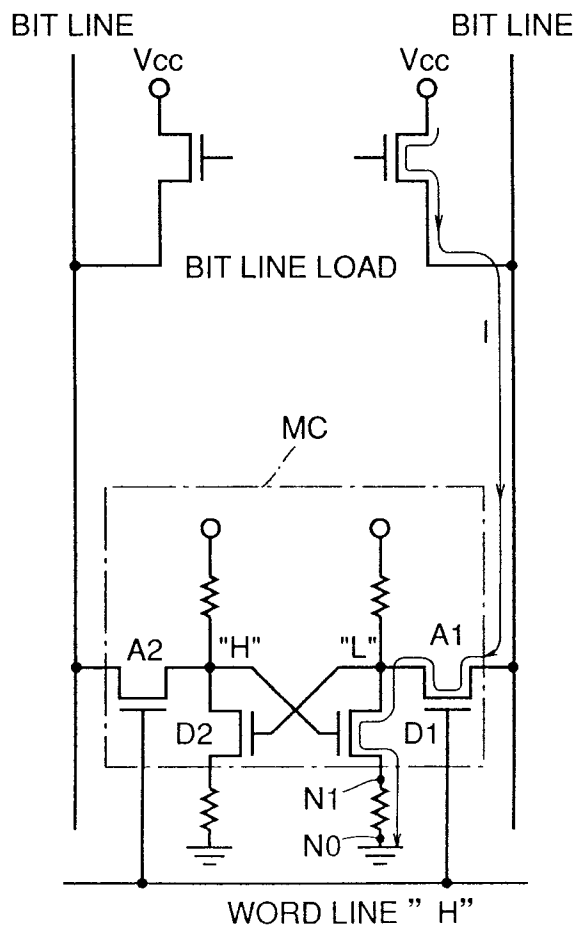 BIT LINE BIT LINE
Vcc Vcc
BIT LINE LOAD
I
MC
A2 "H" "L" A1
D2 D1
N1
N0
WORD LINE " H"